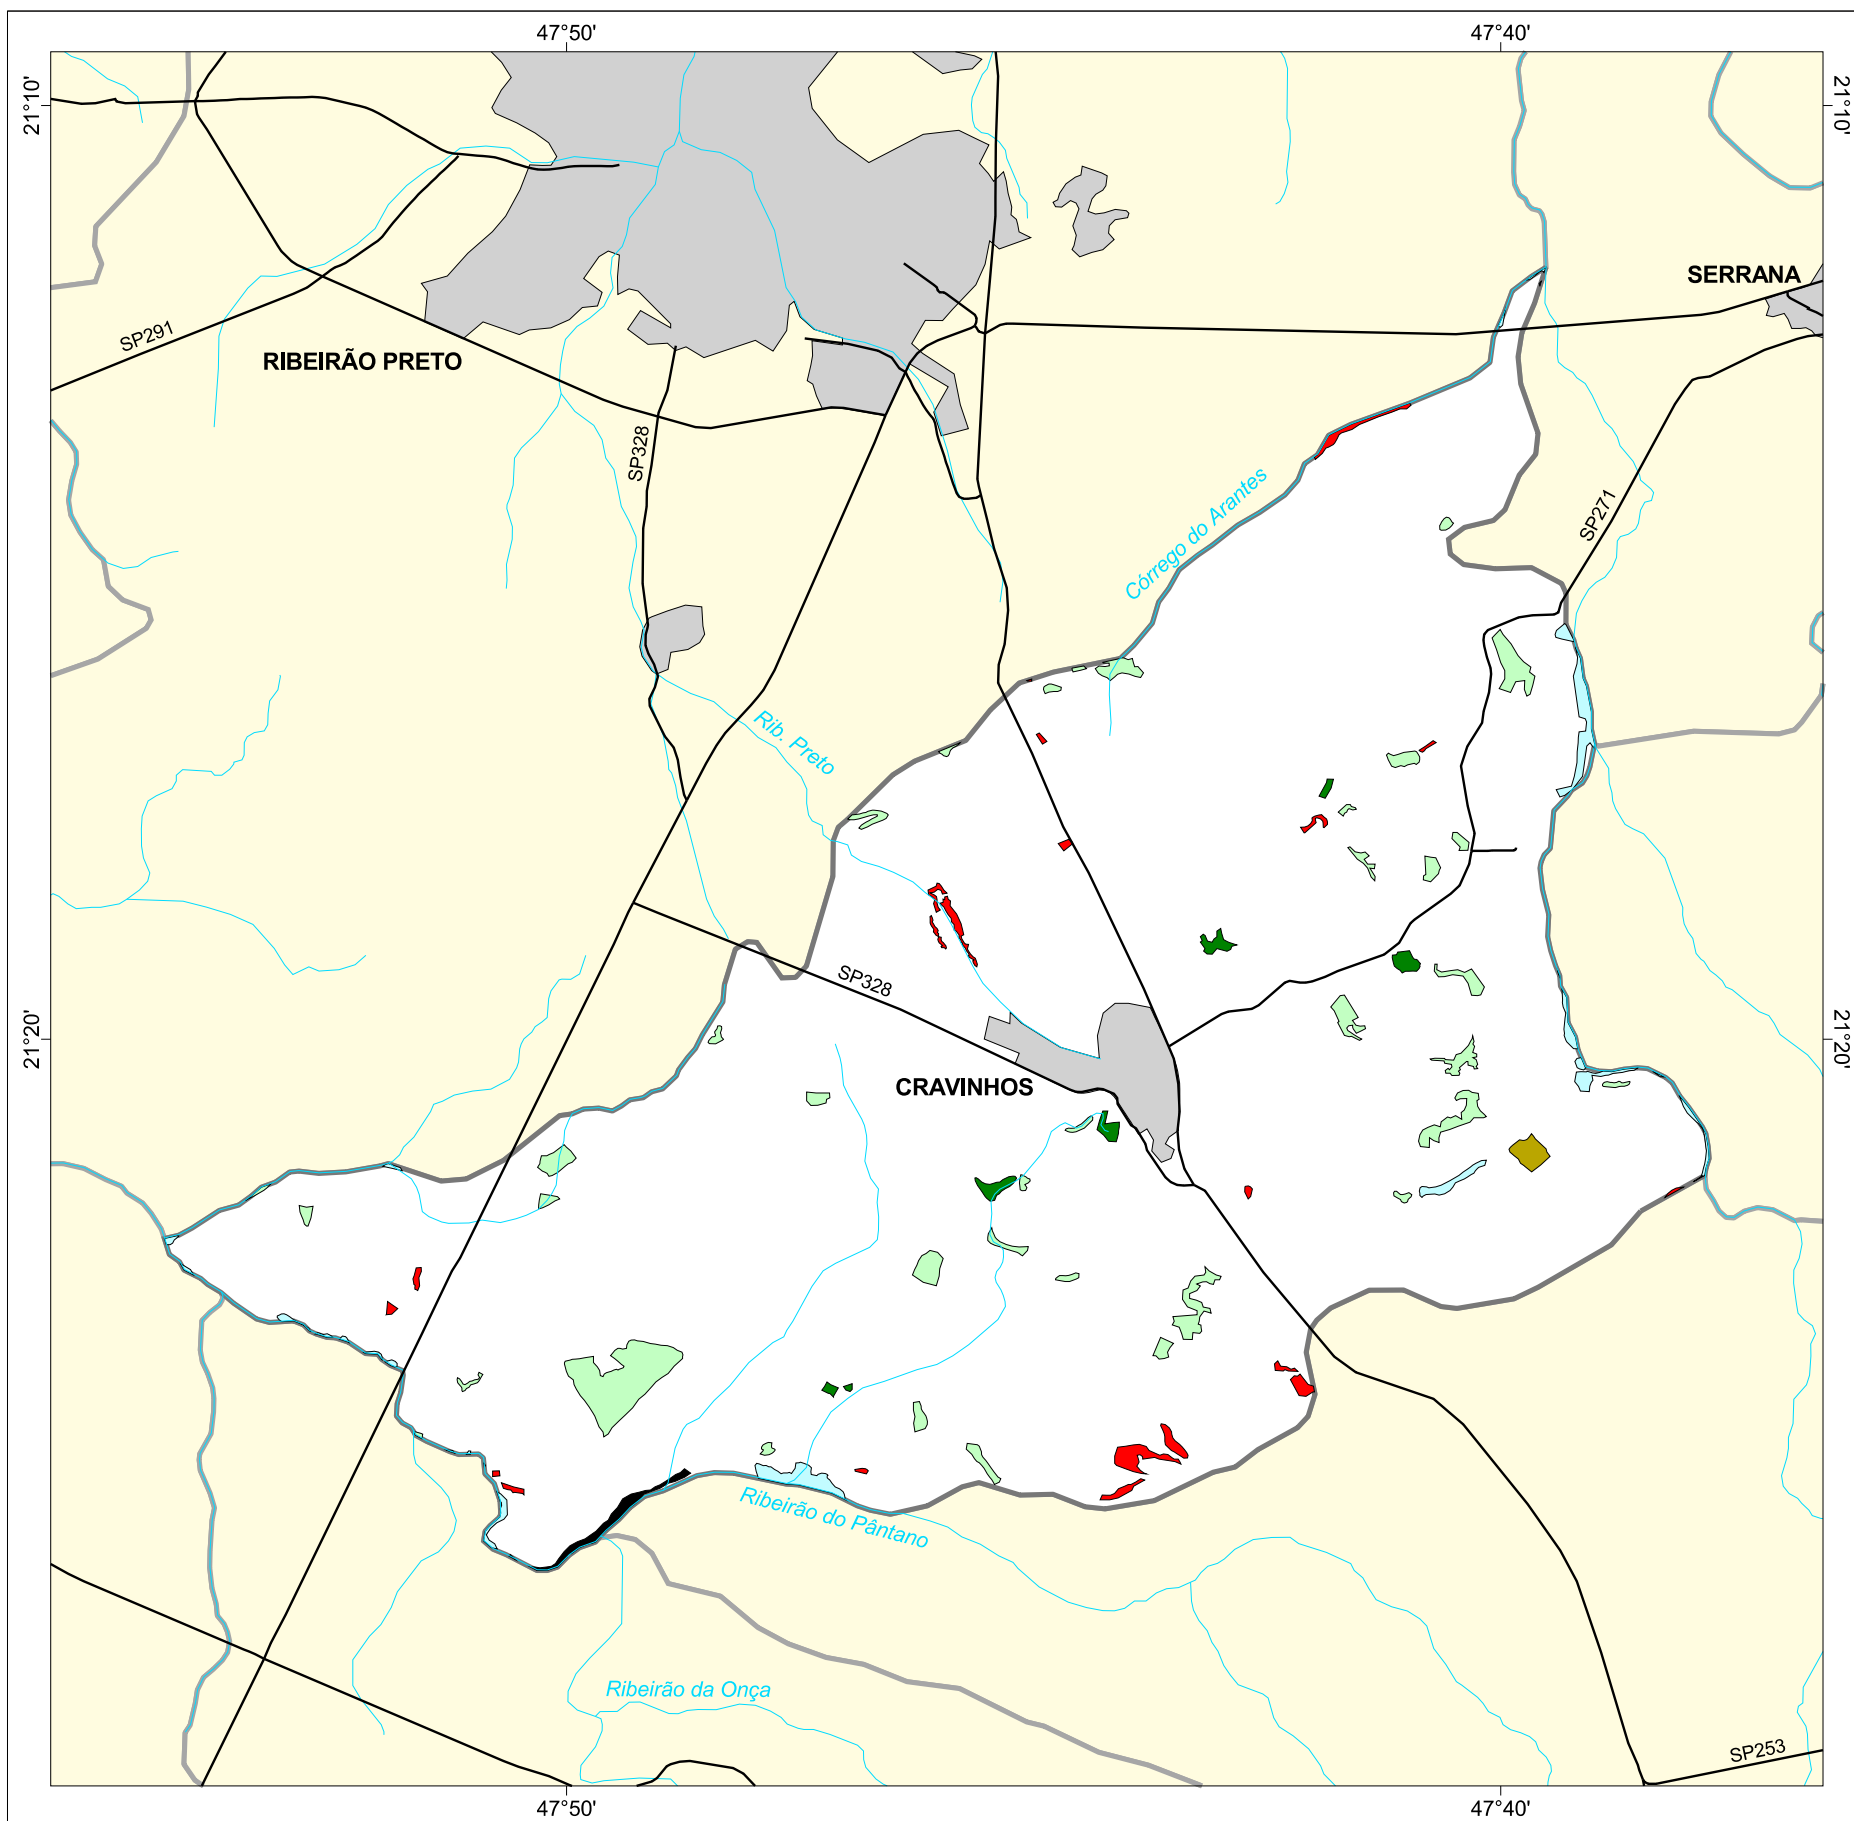 47°50'
47°40'
21°10'
21°10'
SERRANA
SP291
RIBEIRÃO PRETO
SP328
Córrego do Arantes
SP271
Rib. Preto
SP328
21°20'
21°20'
CRAVINHOS
Ribeirão do Pântano
Ribeirão da Onça
SP253
47°50'
47°40'